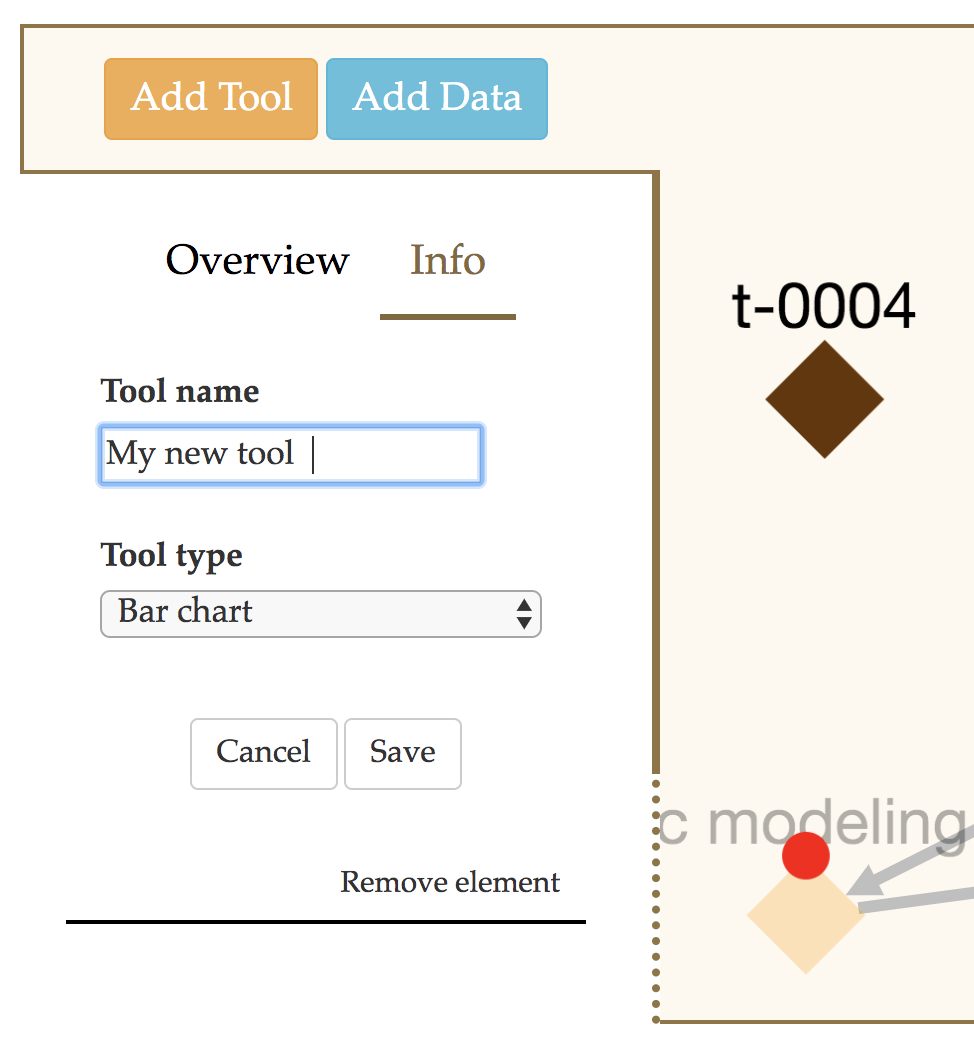 Add Tool Add Data
Overview Info
t-0004
Tool name
My new tool
Tool type
Bar chart
Cancel Save
c modeling
Remove element